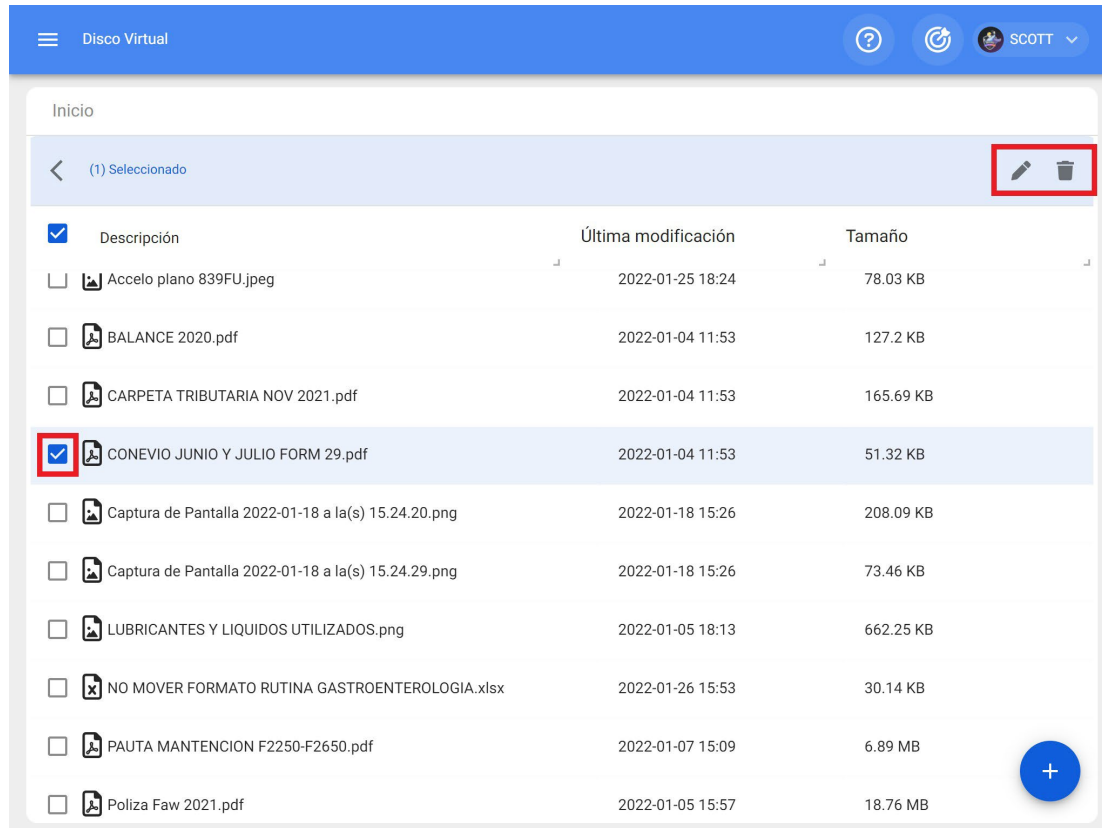 Disco Virtual SCOTT
Inicio
(1) Seleccionado
Descripción Última modificación Tamaño
Accelo plano 839FU.jpeg 2022-01-25 18:24 78.03 KB
BALANCE 2020.pdf 2022-01-04 11:53 127.2 KB
CARPETA TRIBUTARIA NOV 2021.pdf 2022-01-04 11:53 165.69 KB
CONEVIO JUNIO Y JULIO FORM 29.pdf 2022-01-04 11:53 51.32 KB
Captura de Pantalla 2022-01-18 a la(s) 15.24.20.png 2022-01-18 15:26 208.09 KB
Captura de Pantalla 2022-01-18 a la(s) 15.24.29.png 2022-01-18 15:26 73.46 KB
LUBRICANTES Y LIQUIDOS UTILIZADOS.png 2022-01-05 18:13 662.25 KB
NO MOVER FORMATO RUTINA GASTROENTEROLOGIA.xlsx 2022-01-26 15:53 30.14 KB
PAUTA MANTENCION F2250-F2650.pdf 2022-01-07 15:09 6.89 MB
Poliza Faw 2021.pdf 2022-01-05 15:57 18.76 MB